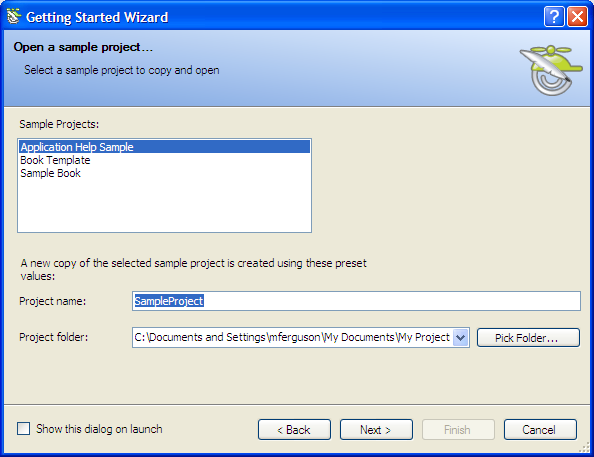 Getting Started Wizard
Open a sample project...
Select a sample project to copy and open
Sample Projects:
Application Help Sample
Book Template
Sample Book
A new copy of the selected sample project is created using these preset
values:
Project name:
SampleProject
Project folder:
C:\Documents and Settings\mferguson\My Documents\My Project
Pick Folder...
Show this dialog on launch
< Back
Next >
Finish
Cancel